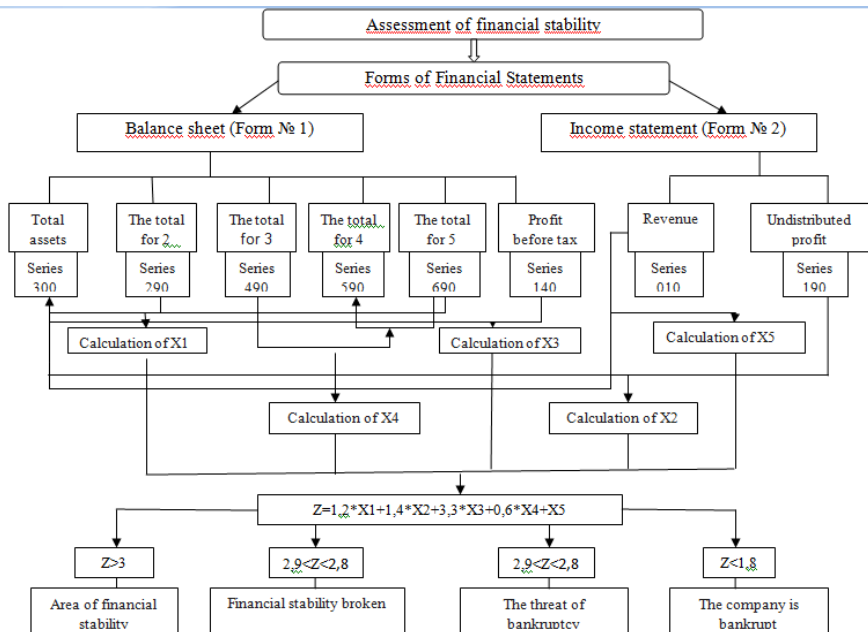 Assessment of financial stability
Forms of Financial Statements
Balance sheet (Form № 1)
Income statement (Form № 2)
Total
assets
The total
for 2
The total
for 3
The total
for 4
The total
for 5
Profit
before tax
Revenue
Undistributed
profit
Series
300
Series
290
Series
490
Series
590
Series
690
Series
140
Series
010
Series
190
Calculation of X1
Calculation of X3
Calculation of X5
Calculation of X4
Calculation of X2
Z=1,2*X1+1,4*X2+3,3*X3+0,6*X4+X5
Z>3
2,9<Z<2,8
2,9<Z<2,8
Z<1,8
Area of financial
stability
Financial stability broken
The threat of
bankruptcy
The company is
bankrupt